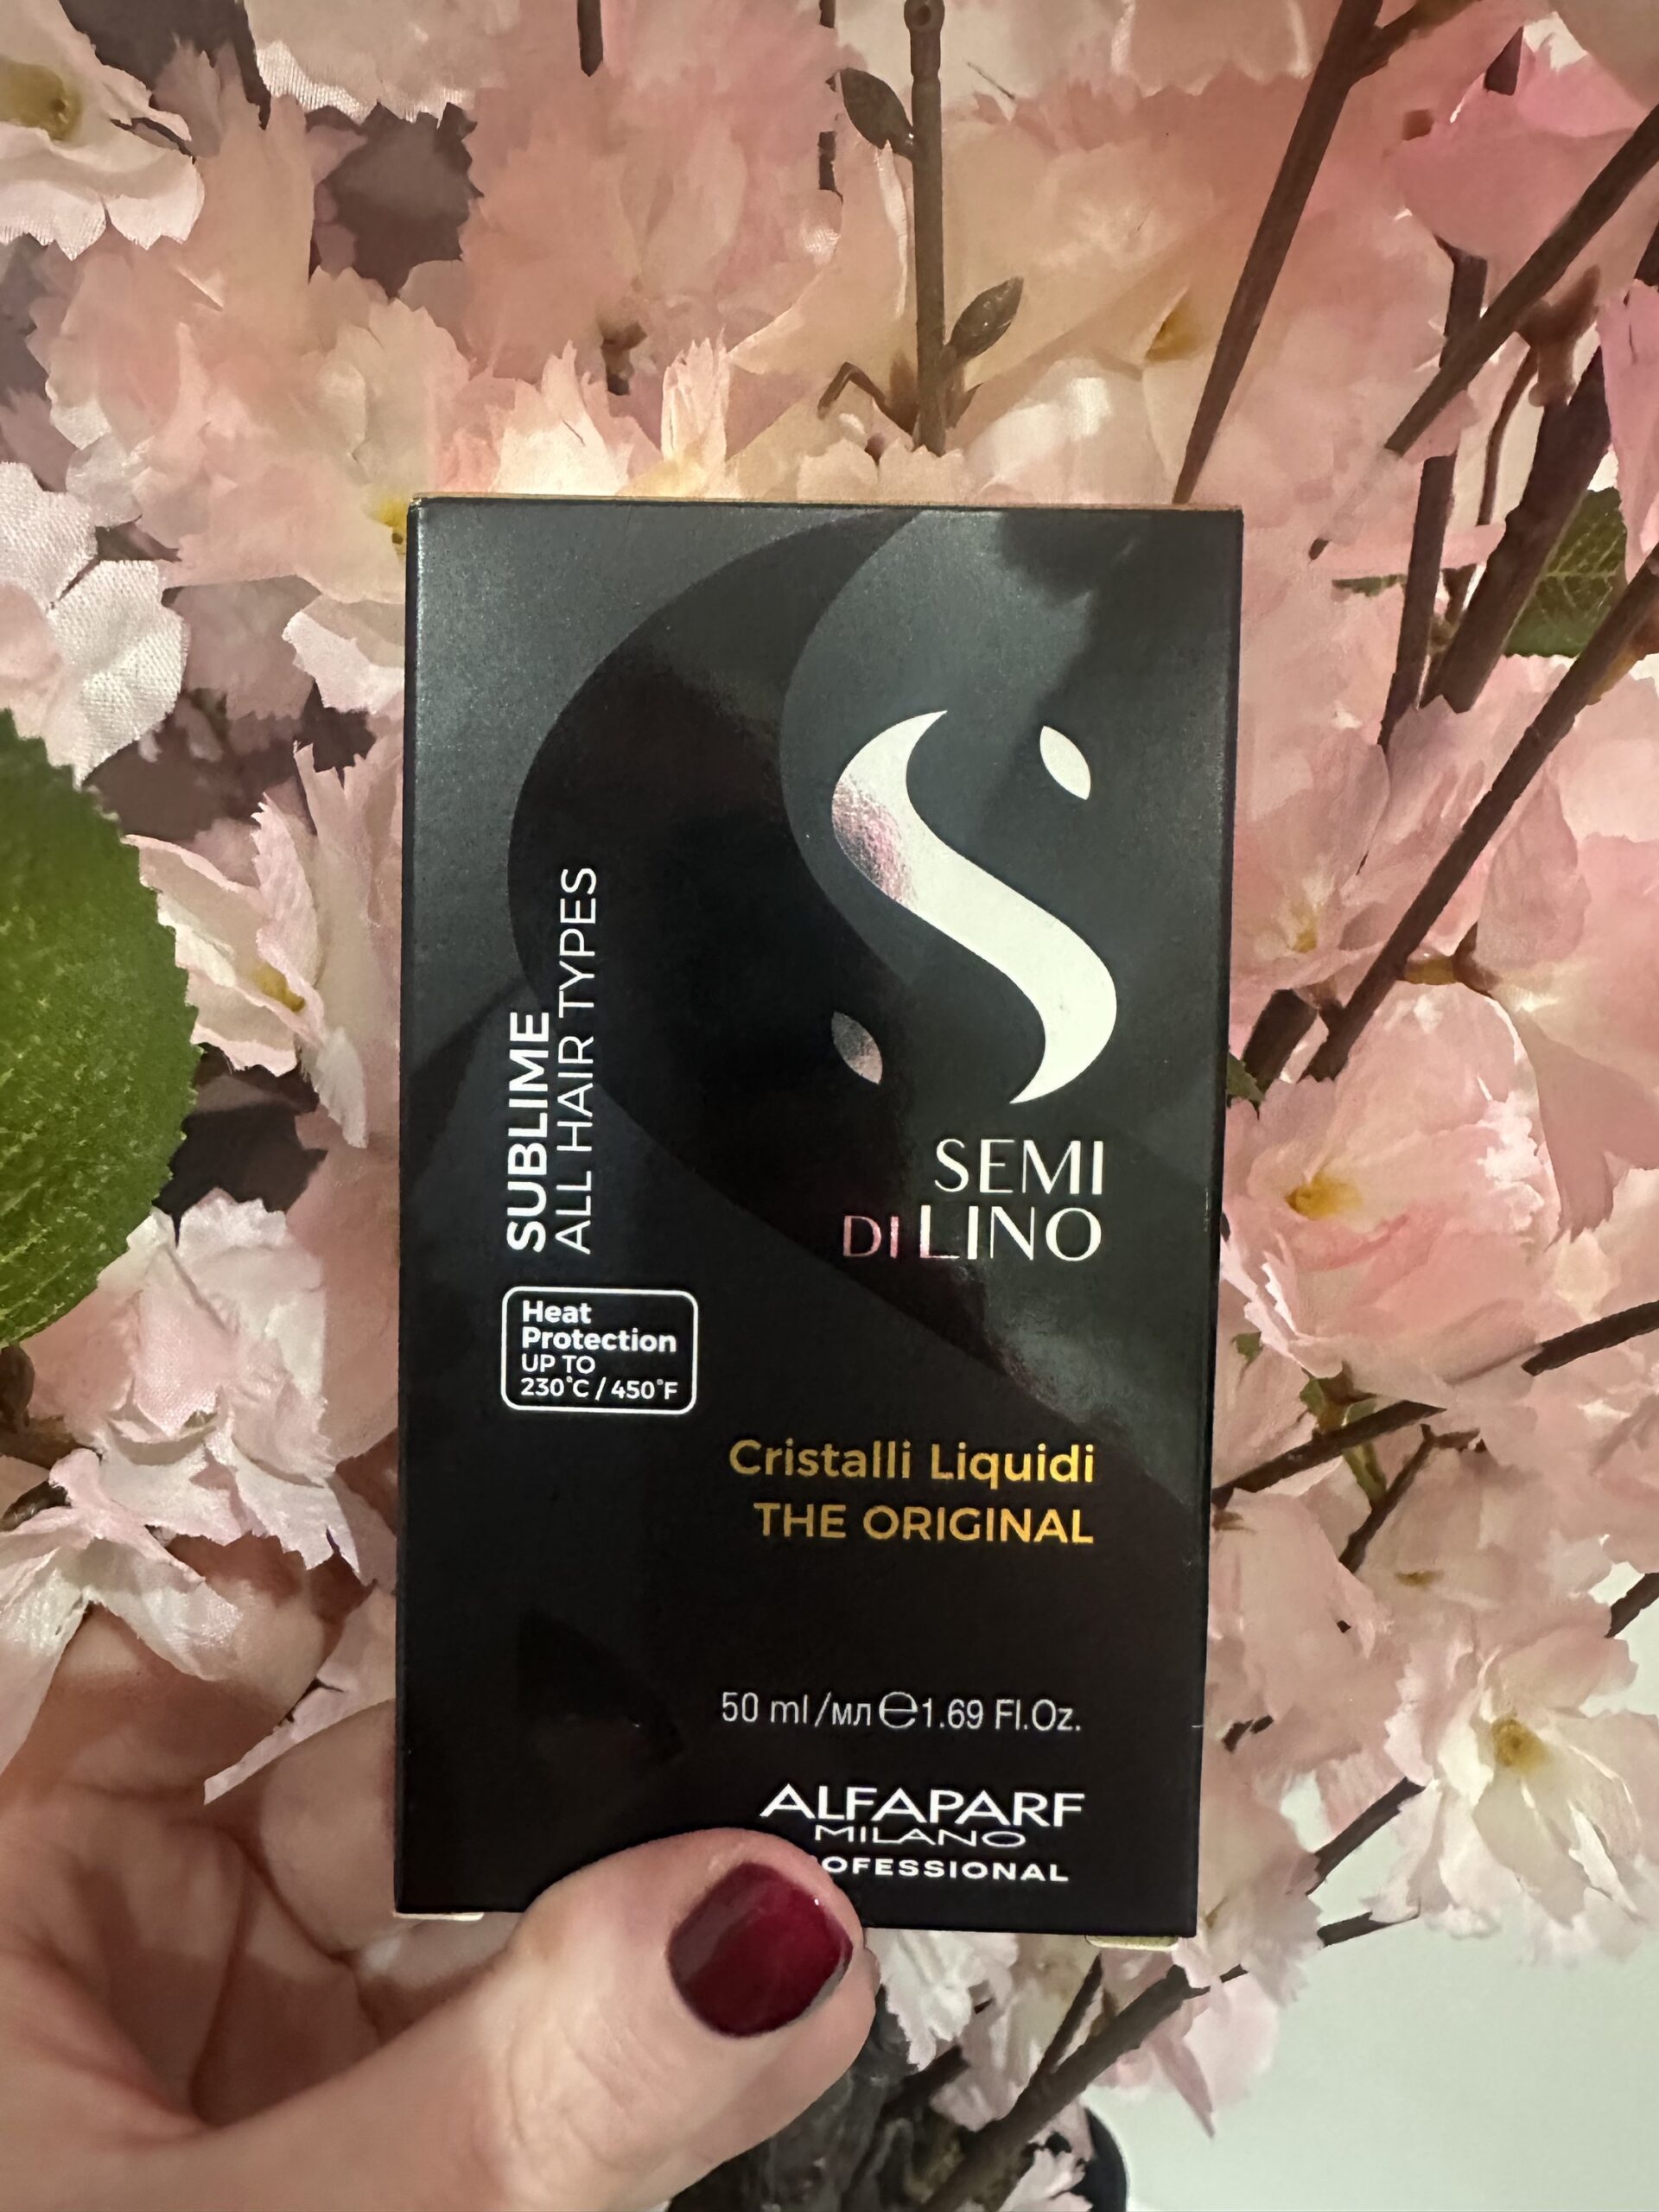 SUBLIME
ALL HAIR TYPES
SEMI
DI LINO
Heat
Protection
UP TO
230°C / 450°F
Cristalli Liquidi
THE ORIGINAL
50 ml /мл ℮ 1.69 Fl.Oz.
ALFAPARF
MILANO
OFESSIONAL